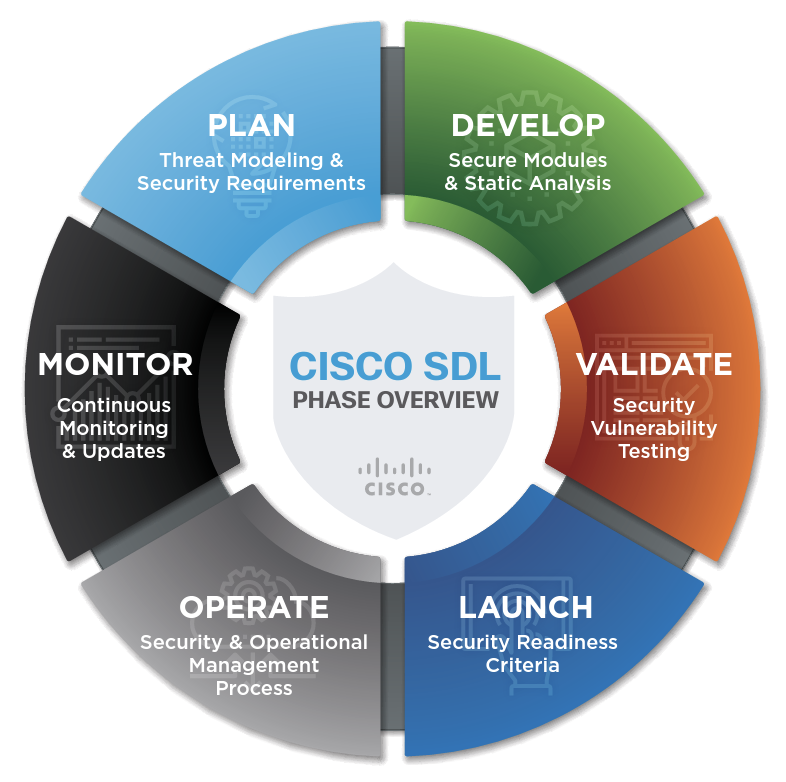 PLAN
Threat Modeling &
Security Requirements
DEVELOP
Secure Modules
& Static Analysis
VALIDATE
Security
Vulnerability
Testing
LAUNCH
Security Readiness
Criteria
OPERATE
Security & Operational
Management
Process
MONITOR
Continuous
Monitoring
& Updates
CISCO SDL
PHASE OVERVIEW
CISCO™